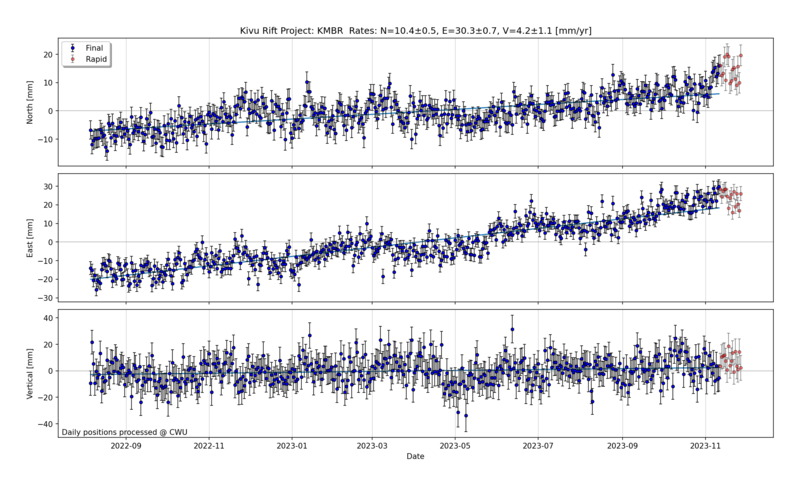 Kivu Rift Project: KMBR Rates: N=10.4±0.5, E=30.3±0.7, V=4.2±1.1 [mm/yr]
Final
Rapid
20
10
0
−10
North [mm]
30
20
10
0
−10
−20
−30
East [mm]
40
20
0
−20
−40
Vertical [mm]
Daily positions processed @ CWU
2022-09 2022-11 2023-01 2023-03 2023-05 2023-07 2023-09 2023-11
Date